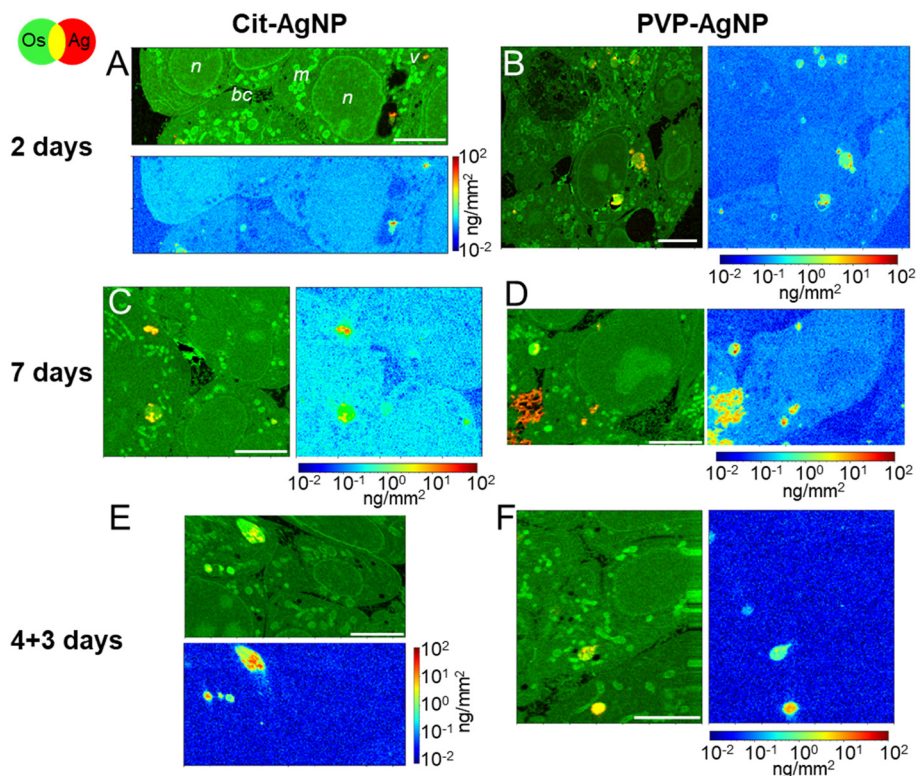 Cit-AgNP
PVP-AgNP
Os Ag
2 days
A
n
m
v
bc
n
10²
ng/mm²
10⁻²
B
10⁻² 10⁻¹ 10⁰ 10¹ 10²
ng/mm²
7 days
C
10⁻² 10⁻¹ 10⁰ 10¹ 10²
ng/mm²
D
10⁻² 10⁻¹ 10⁰ 10¹ 10²
ng/mm²
4+3 days
E
10²
10¹
10⁰
10⁻¹
10⁻²
ng/mm²
F
10⁻² 10⁻¹ 10⁰ 10¹ 10²
ng/mm²